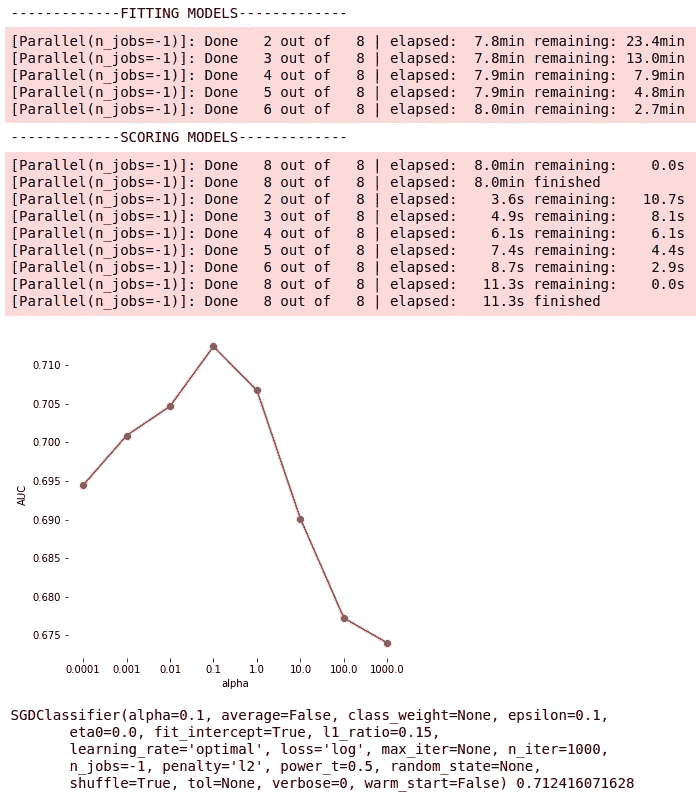 -------------FITTING MODELS-------------
[Parallel(n_jobs=-1)]: Done   2 out of   8 | elapsed:  7.8min remaining: 23.4min
[Parallel(n_jobs=-1)]: Done   3 out of   8 | elapsed:  7.8min remaining: 13.0min
[Parallel(n_jobs=-1)]: Done   4 out of   8 | elapsed:  7.9min remaining:  7.9min
[Parallel(n_jobs=-1)]: Done   5 out of   8 | elapsed:  7.9min remaining:  4.8min
[Parallel(n_jobs=-1)]: Done   6 out of   8 | elapsed:  8.0min remaining:  2.7min
-------------SCORING MODELS-------------
[Parallel(n_jobs=-1)]: Done   8 out of   8 | elapsed:  8.0min remaining:    0.0s
[Parallel(n_jobs=-1)]: Done   8 out of   8 | elapsed:  8.0min finished
[Parallel(n_jobs=-1)]: Done   2 out of   8 | elapsed:    3.6s remaining:   10.7s
[Parallel(n_jobs=-1)]: Done   3 out of   8 | elapsed:    4.9s remaining:    8.1s
[Parallel(n_jobs=-1)]: Done   4 out of   8 | elapsed:    6.1s remaining:    6.1s
[Parallel(n_jobs=-1)]: Done   5 out of   8 | elapsed:    7.4s remaining:    4.4s
[Parallel(n_jobs=-1)]: Done   6 out of   8 | elapsed:    8.7s remaining:    2.9s
[Parallel(n_jobs=-1)]: Done   8 out of   8 | elapsed:   11.3s remaining:    0.0s
[Parallel(n_jobs=-1)]: Done   8 out of   8 | elapsed:   11.3s finished
0.710
0.705
0.700
0.695
0.690
0.685
0.680
0.675
AUC
0.0001 0.001 0.01 0.1 1.0 10.0 100.0 1000.0
alpha
SGDClassifier(alpha=0.1, average=False, class_weight=None, epsilon=0.1,
       eta0=0.0, fit_intercept=True, l1_ratio=0.15,
       learning_rate='optimal', loss='log', max_iter=None, n_iter=1000,
       n_jobs=-1, penalty='l2', power_t=0.5, random_state=None,
       shuffle=True, tol=None, verbose=0, warm_start=False) 0.712416071628